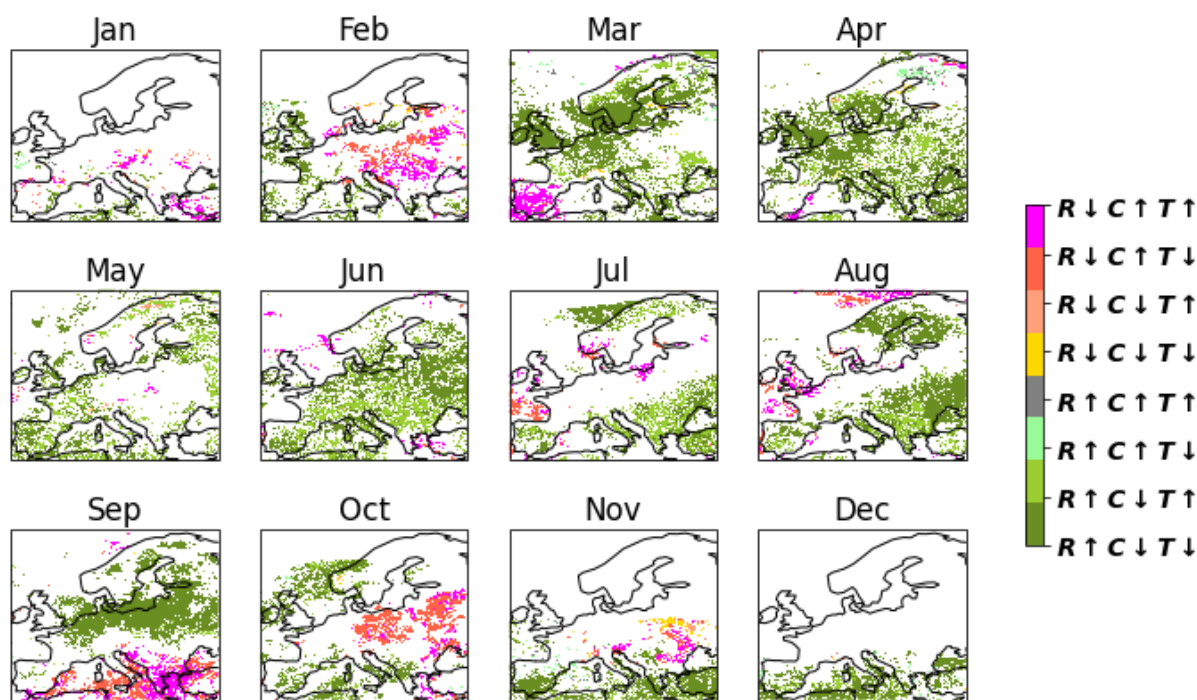 Jan Feb Mar Apr
R ↓ C ↑ T ↑
R ↓ C ↑ T ↓
May Jun Jul Aug
R ↓ C ↓ T ↑
R ↓ C ↓ T ↓
R ↑ C ↑ T ↑
R ↑ C ↑ T ↓
R ↑ C ↓ T ↑
Sep Oct Nov Dec
R ↑ C ↓ T ↓